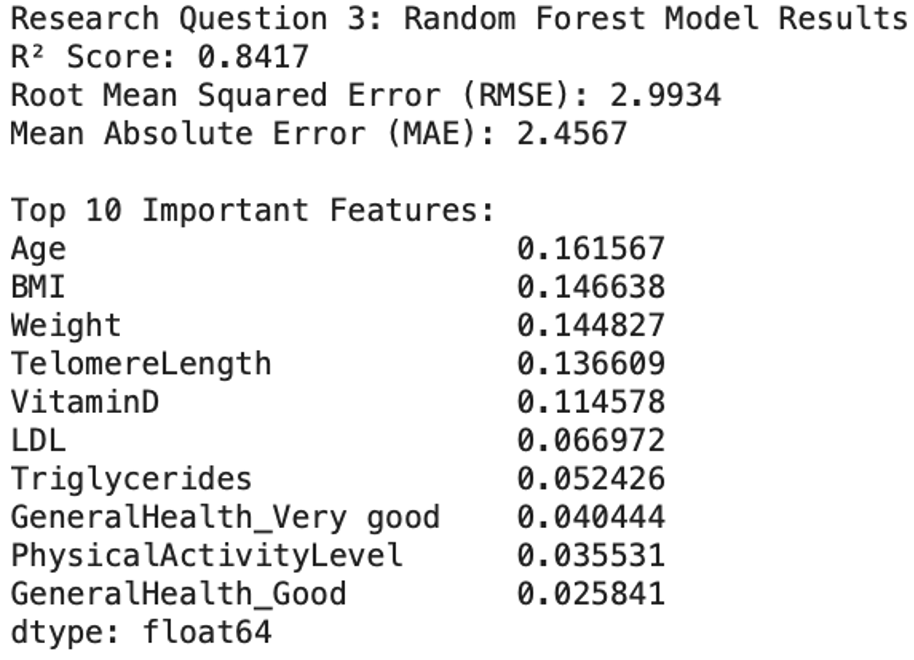 Research Question 3: Random Forest Model Results
R² Score: 0.8417
Root Mean Squared Error (RMSE): 2.9934
Mean Absolute Error (MAE): 2.4567
Top 10 Important Features:
Age 0.161567
BMI 0.146638
Weight 0.144827
TelomereLength 0.136609
VitaminD 0.114578
LDL 0.066972
Triglycerides 0.052426
GeneralHealth_Very good 0.040444
PhysicalActivityLevel 0.035531
GeneralHealth_Good 0.025841
dtype: float64